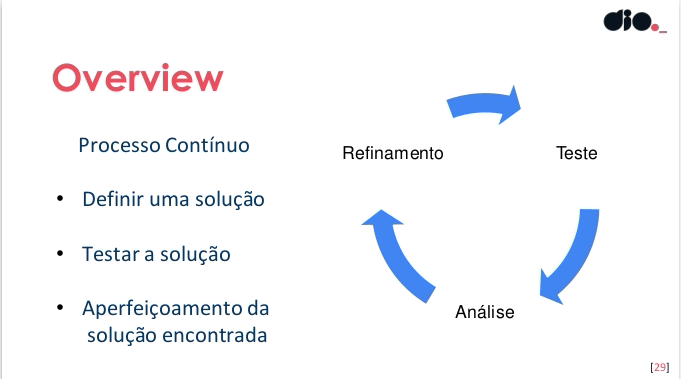 dio._
Overview
Processo Contínuo
• Definir uma solução
• Testar a solução
• Aperfeiçoamento da
solução encontrada
Refinamento
Teste
Análise
[29]